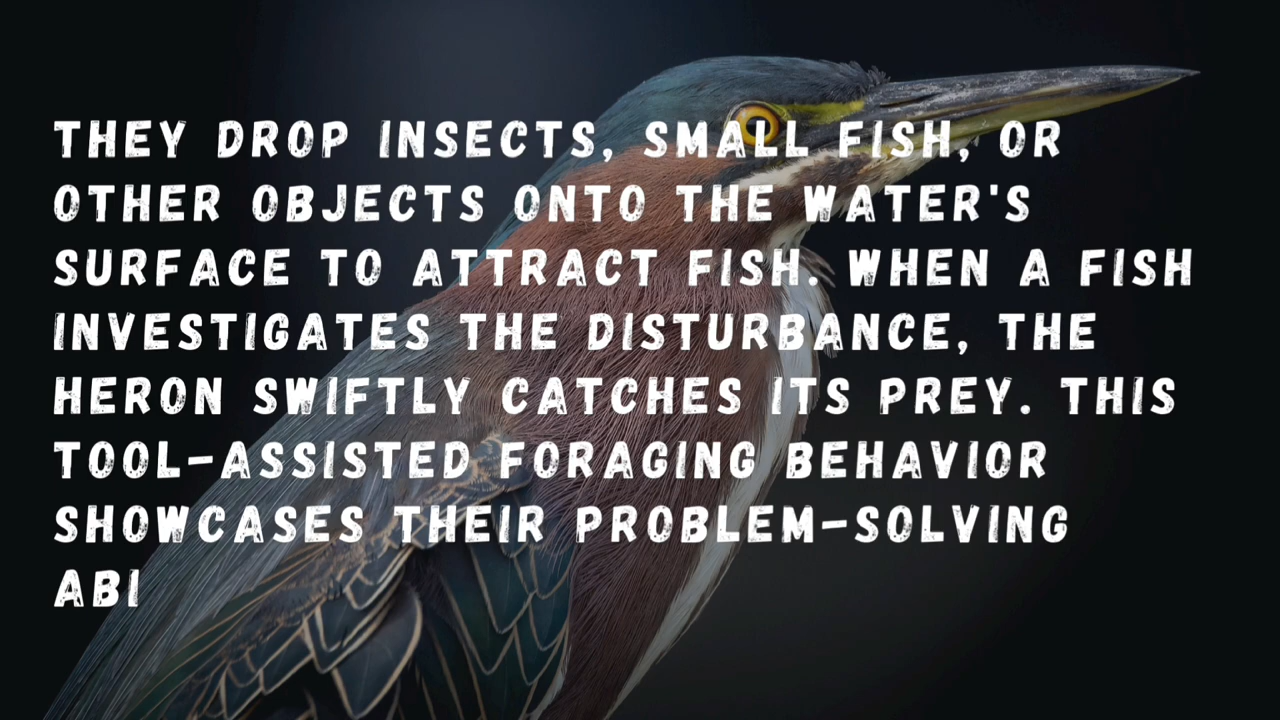 THEY DROP INSECTS, SMALL FISH, OR
OTHER OBJECTS ONTO THE WATER'S
SURFACE TO ATTRACT FISH. WHEN A FISH
INVESTIGATES THE DISTURBANCE, THE
HERON SWIFTLY CATCHES ITS PREY. THIS
TOOL-ASSISTED FORAGING BEHAVIOR
SHOWCASES THEIR PROBLEM-SOLVING
ABI